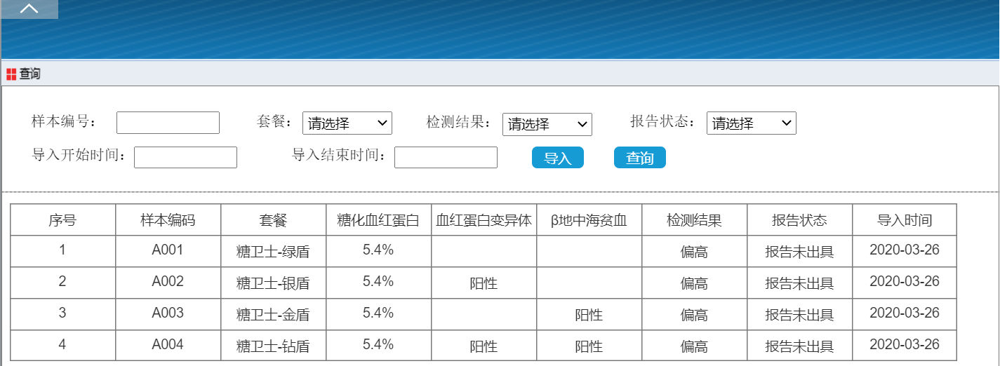 查询
样本编号： 套餐： 请选择 检测结果： 请选择 报告状态： 请选择
导入开始时间： 导入结束时间： 导入 查询
序号 样本编码 套餐 糖化血红蛋白 血红蛋白变异体 β地中海贫血 检测结果 报告状态 导入时间
1 A001 糖卫士-绿盾 5.4% 偏高 报告未出具 2020-03-26
2 A002 糖卫士-银盾 5.4% 阳性 偏高 报告未出具 2020-03-26
3 A003 糖卫士-金盾 5.4% 阳性 偏高 报告未出具 2020-03-26
4 A004 糖卫士-钻盾 5.4% 阳性 阳性 偏高 报告未出具 2020-03-26